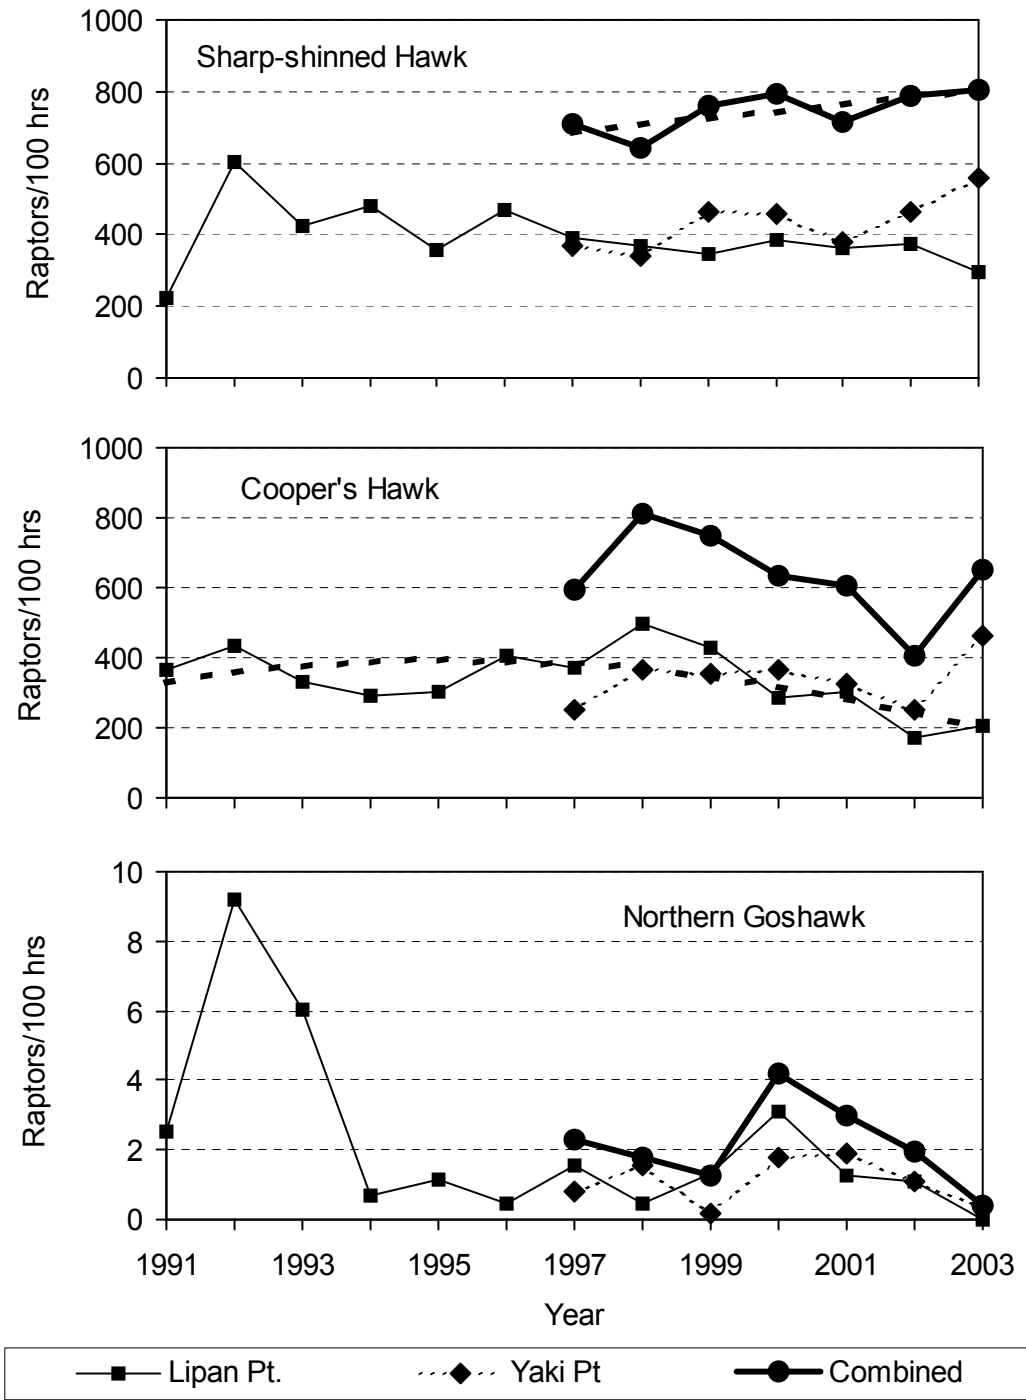 Sharp-shinned Hawk
Raptors/100 hrs
1000
800
600
400
200
0
Cooper's Hawk
Raptors/100 hrs
1000
800
600
400
200
0
Northern Goshawk
Raptors/100 hrs
10
8
6
4
2
0
1991 1993 1995 1997 1999 2001 2003
Year
Lipan Pt. Yaki Pt Combined